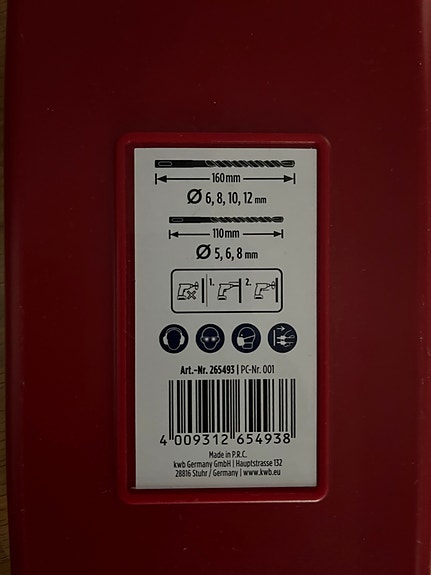 160mm
Ø 6, 8, 10, 12 mm
110mm
Ø 5, 6, 8 mm
1. 2.
Art.-Nr. 265493 | PC-Nr. 001
4 009312 654938
Made in P.R.C.
kwb Germany GmbH | Hauptstrasse 132
28816 Stuhr / Germany | www.kwb.eu